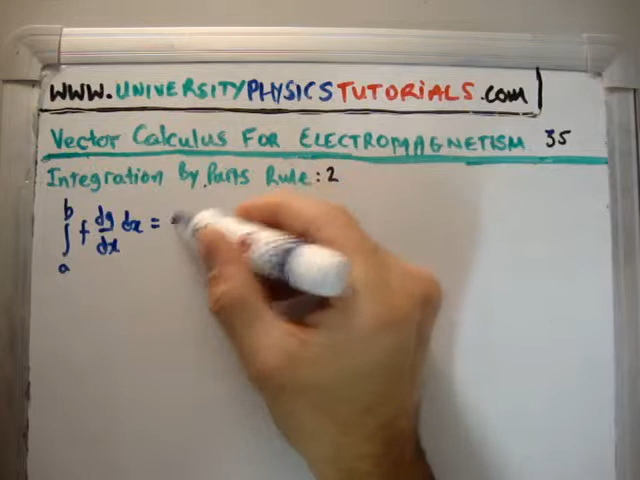 WWW.UNIVERSITYPHYSICSTUTORIALS.com
Vector Calculus FOR ELECTROMAGNETISM 35
Integration By Parts Rule: 2
b
∫ f dg/dx dx =
a